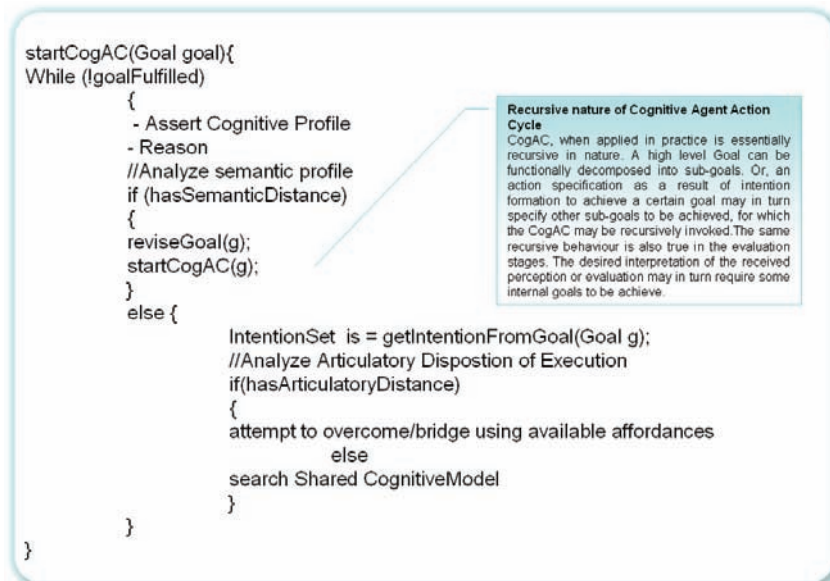 startCogAC(Goal goal){
While (!goalFulfilled)
{
- Assert Cognitive Profile
- Reason
//Analyze semantic profile
if (hasSemanticDistance)
{
reviseGoal(g);
startCogAC(g);
}
else {
IntentionSet is = getIntentionFromGoal(Goal g);
//Analyze Articulatory Dispostion of Execution
if(hasArticulatoryDistance)
{
attempt to overcome/bridge using available affordances
else
search Shared CognitiveModel
}
}
}
Recursive nature of Cognitive Agent Action
Cycle
CogAC, when applied in practice is essentially
recursive in nature. A high level Goal can be
functionally decomposed into sub-goals. Or, an
action specification as a result of intention
formation to achieve a certain goal may in turn
specify other sub-goals to be achieved, for which
the CogAC may be recursively invoked.The same
recursive behaviour is also true in the evaluation
stages. The desired interpretation of the received
perception or evaluation may in turn require some
internal goals to be achieve.